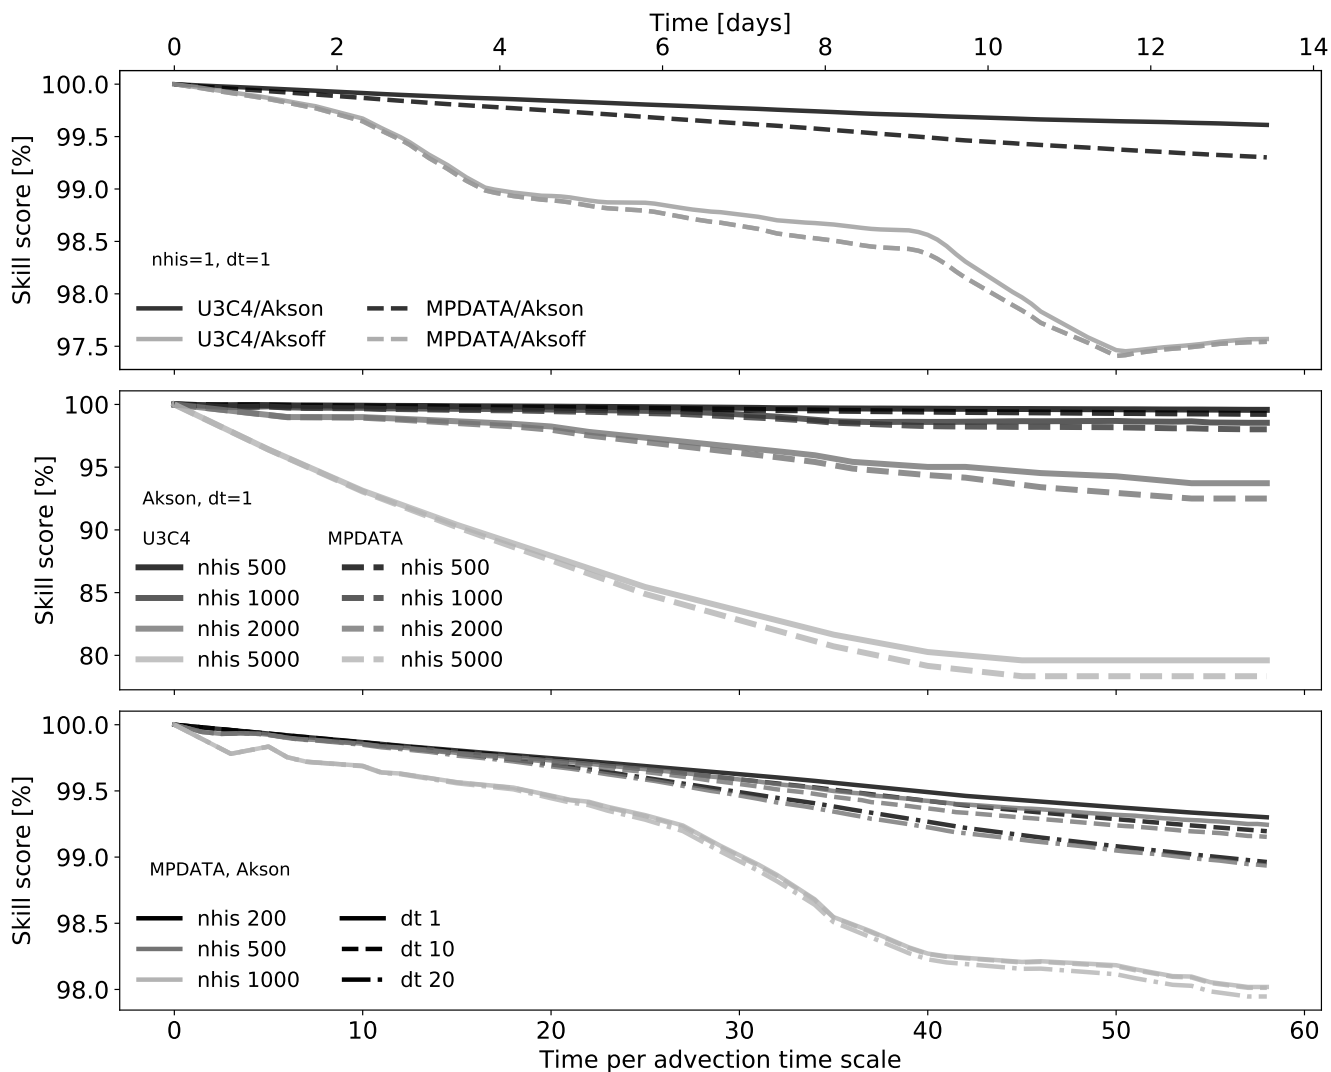 Time [days]
0 2 4 6 8 10 12 14
100.0
99.5
99.0
98.5
98.0
97.5
Skill score [%]
nhis=1, dt=1
U3C4/Akson MPDATA/Akson
U3C4/Aksoff MPDATA/Aksoff
100
95
90
85
80
Skill score [%]
Akson, dt=1
U3C4 MPDATA
nhis 500 nhis 500
nhis 1000 nhis 1000
nhis 2000 nhis 2000
nhis 5000 nhis 5000
100.0
99.5
99.0
98.5
98.0
Skill score [%]
MPDATA, Akson
nhis 200 dt 1
nhis 500 dt 10
nhis 1000 dt 20
0 10 20 30 40 50 60
Time per advection time scale